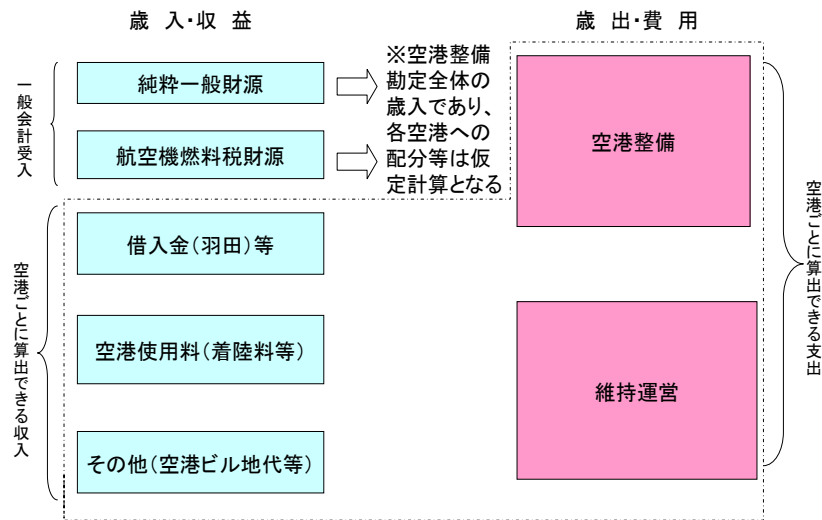 歳 入・収 益
歳 出・費 用
一般会計受入
純粋一般財源
航空機燃料税財源
※空港整備
勘定全体の
歳入であり、
各空港への
配分等は仮
定計算となる
空港ごとに算出できる収入
借入金(羽田)等
空港使用料(着陸料等)
その他(空港ビル地代等)
空港整備
維持運営
空港ごとに算出できる支出